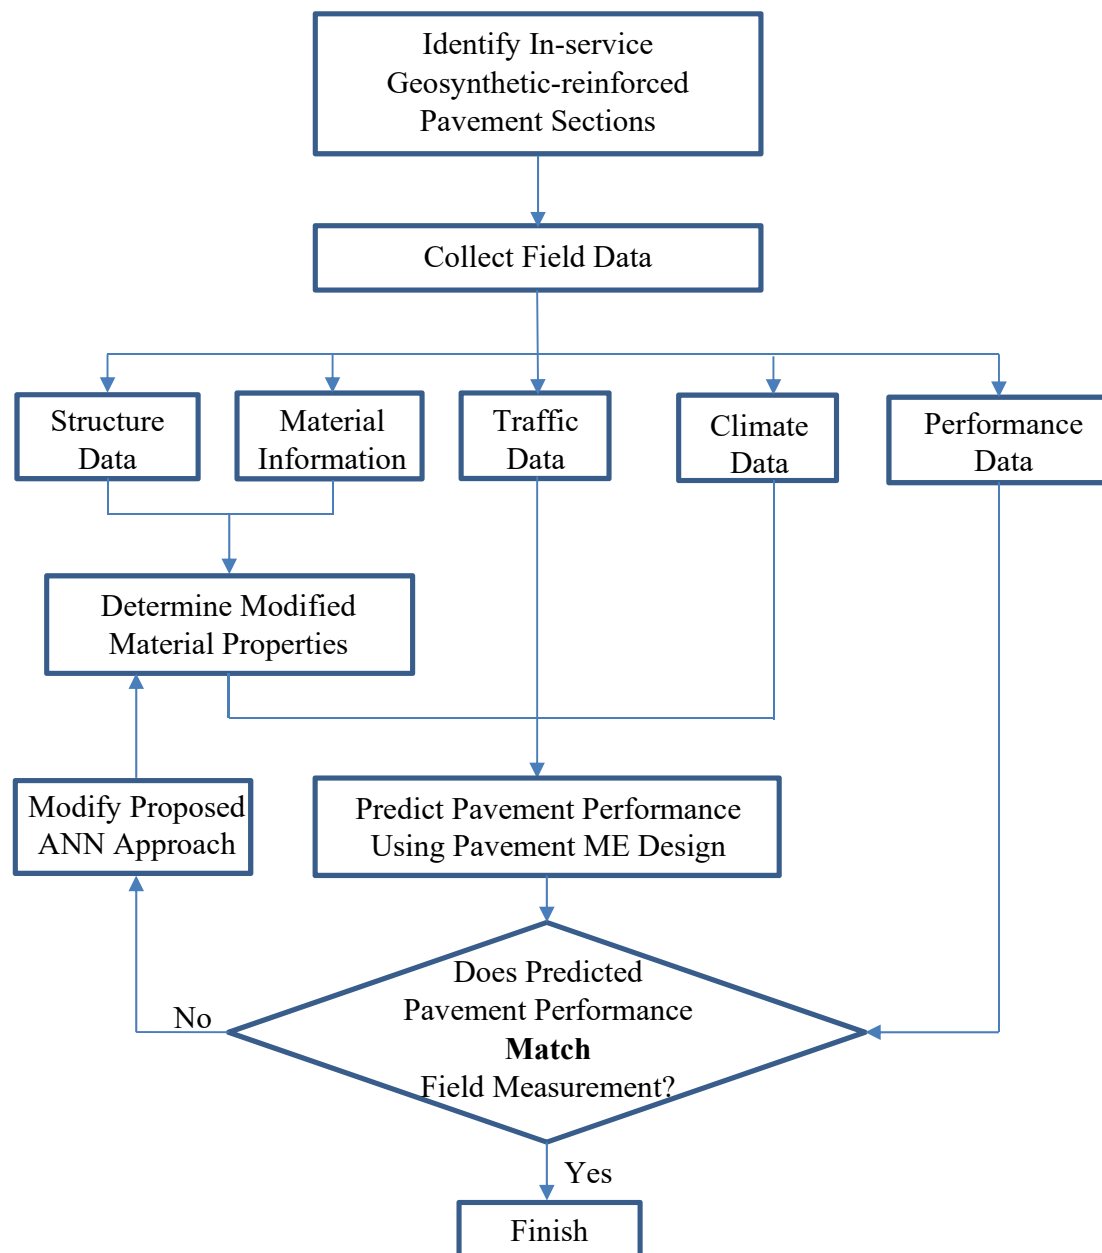 Identify In-service
Geosynthetic-reinforced
Pavement Sections
Collect Field Data
Structure
Data
Material
Information
Traffic
Data
Climate
Data
Performance
Data
Determine Modified
Material Properties
Modify Proposed
ANN Approach
Predict Pavement Performance
Using Pavement ME Design
Does Predicted
Pavement Performance
Match
Field Measurement?
No
Yes
Finish